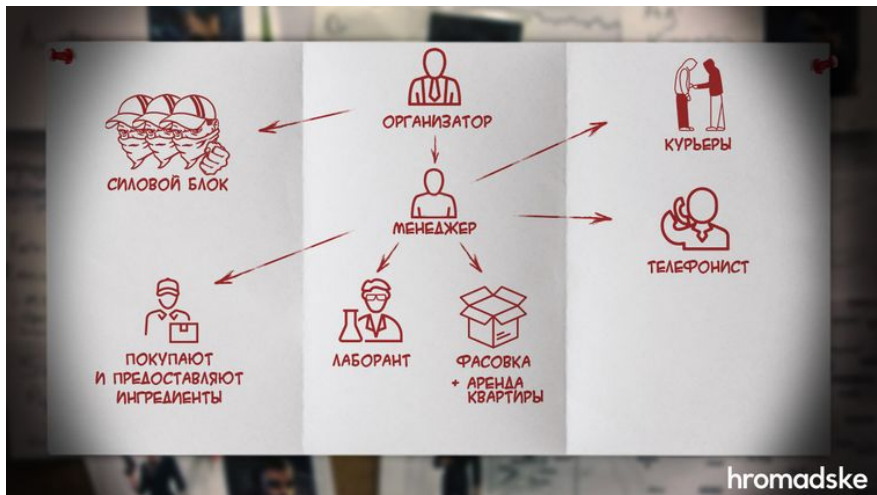 ОРГАНИЗАТОР
СИЛОВОЙ БЛОК
КУРЬЕРЫ
МЕНЕДЖЕР
ТЕЛЕФОНИСТ
ПОКУПАЮТ
И ПРЕДОСТАВЛЯЮТ
ИНГРЕДИЕНТЫ
ЛАБОРАНТ
ФАСОВКА
+ АРЕНДА
КВАРТИРЫ
hromadske